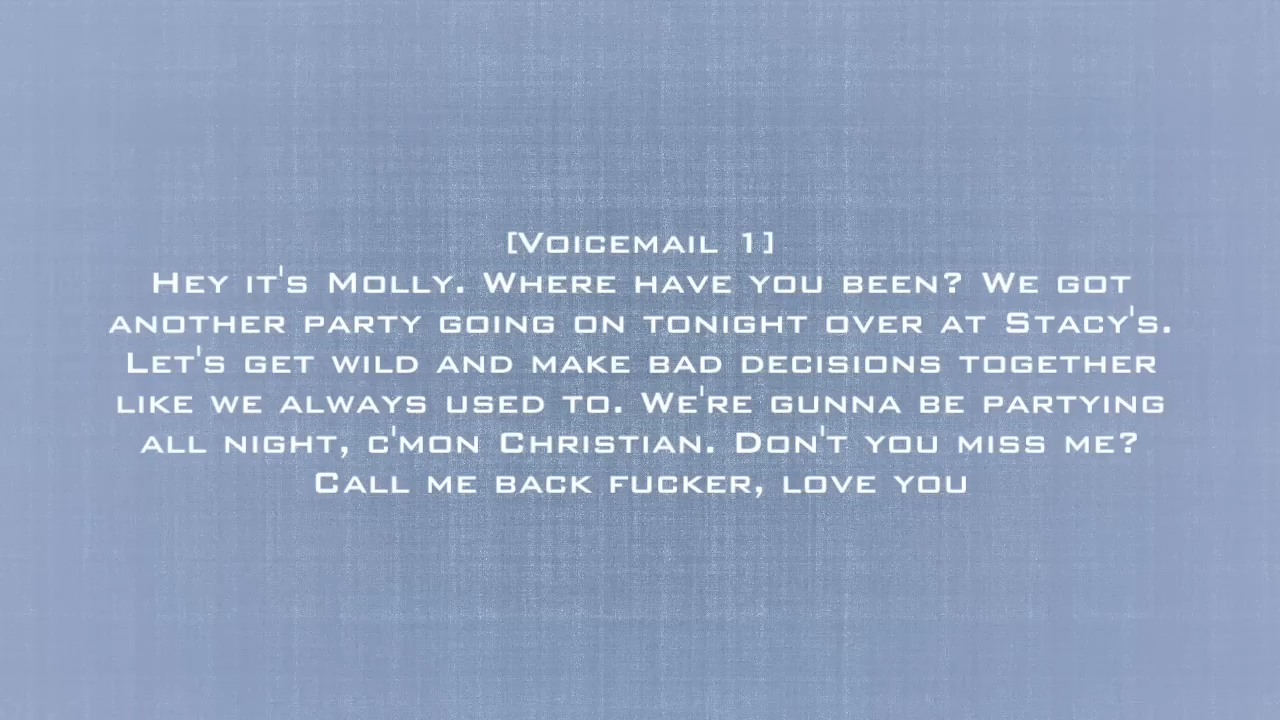 [Voicemail 1]
Hey it's Molly. Where have you been? We got
another party going on tonight over at Stacy's.
Let's get wild and make bad decisions together
like we always used to. We're gunna be partying
all night, c'mon Christian. Don't you miss me?
Call me back fucker, love you